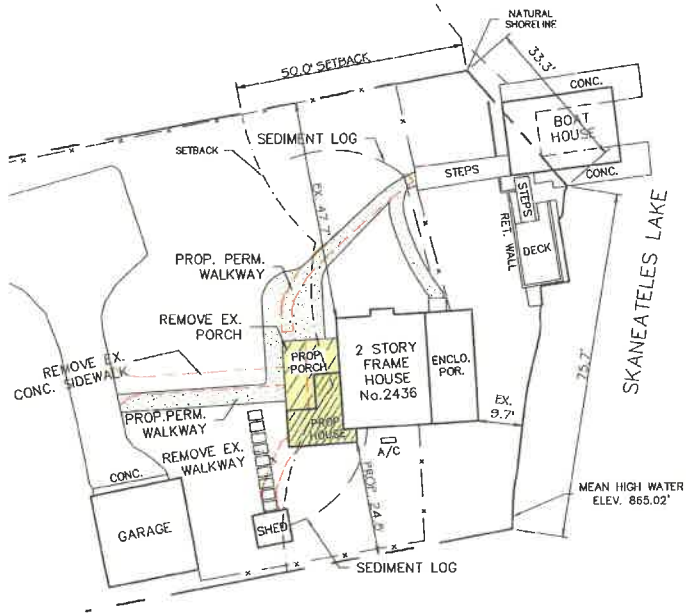 NATURAL
SHORELINE
50.0' SETBACK
33.3'
CONC.
BOAT
HOUSE
CONC.
SEDIMENT LOG
SETBACK
STEPS
STEPS
RET. WALL
DECK
EX. 47.7'
PROP. PERM.
WALKWAY
REMOVE EX.
PORCH
PROP.
PORCH
2 STORY
FRAME
HOUSE
No.2436
ENCLO.
POR.
SKANEATELES LAKE
75.7'
REMOVE EX.
CONC. SIDEWALK
PROP.PERM.
WALKWAY
PROP.
HOUSE
EX.
9.7'
REMOVE EX.
WALKWAY
A/C
CONC.
PROP. 24.6'
MEAN HIGH WATER
ELEV. 865.02'
GARAGE
SHED
SEDIMENT LOG